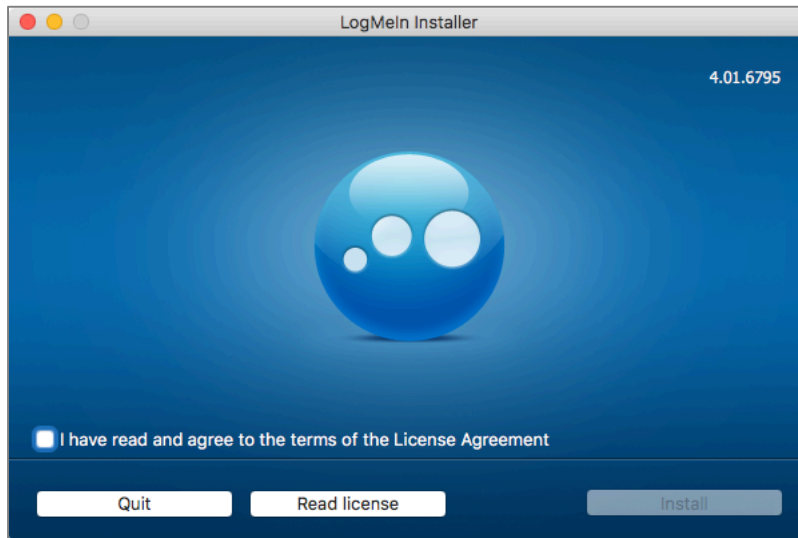 LogMeIn Installer
4.01.6795
I have read and agree to the terms of the License Agreement
Quit
Read license
Install